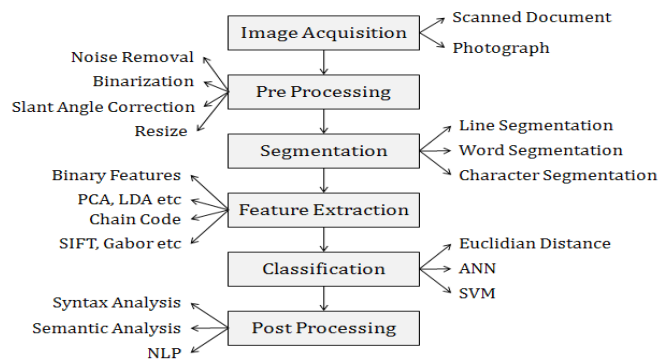 Image Acquisition
Scanned Document
Photograph
Noise Removal
Binarization
Slant Angle Correction
Resize
Pre Processing
Segmentation
Line Segmentation
Word Segmentation
Character Segmentation
Binary Features
PCA, LDA etc
Chain Code
SIFT, Gabor etc
Feature Extraction
Classification
Euclidian Distance
ANN
SVM
Syntax Analysis
Semantic Analysis
NLP
Post Processing